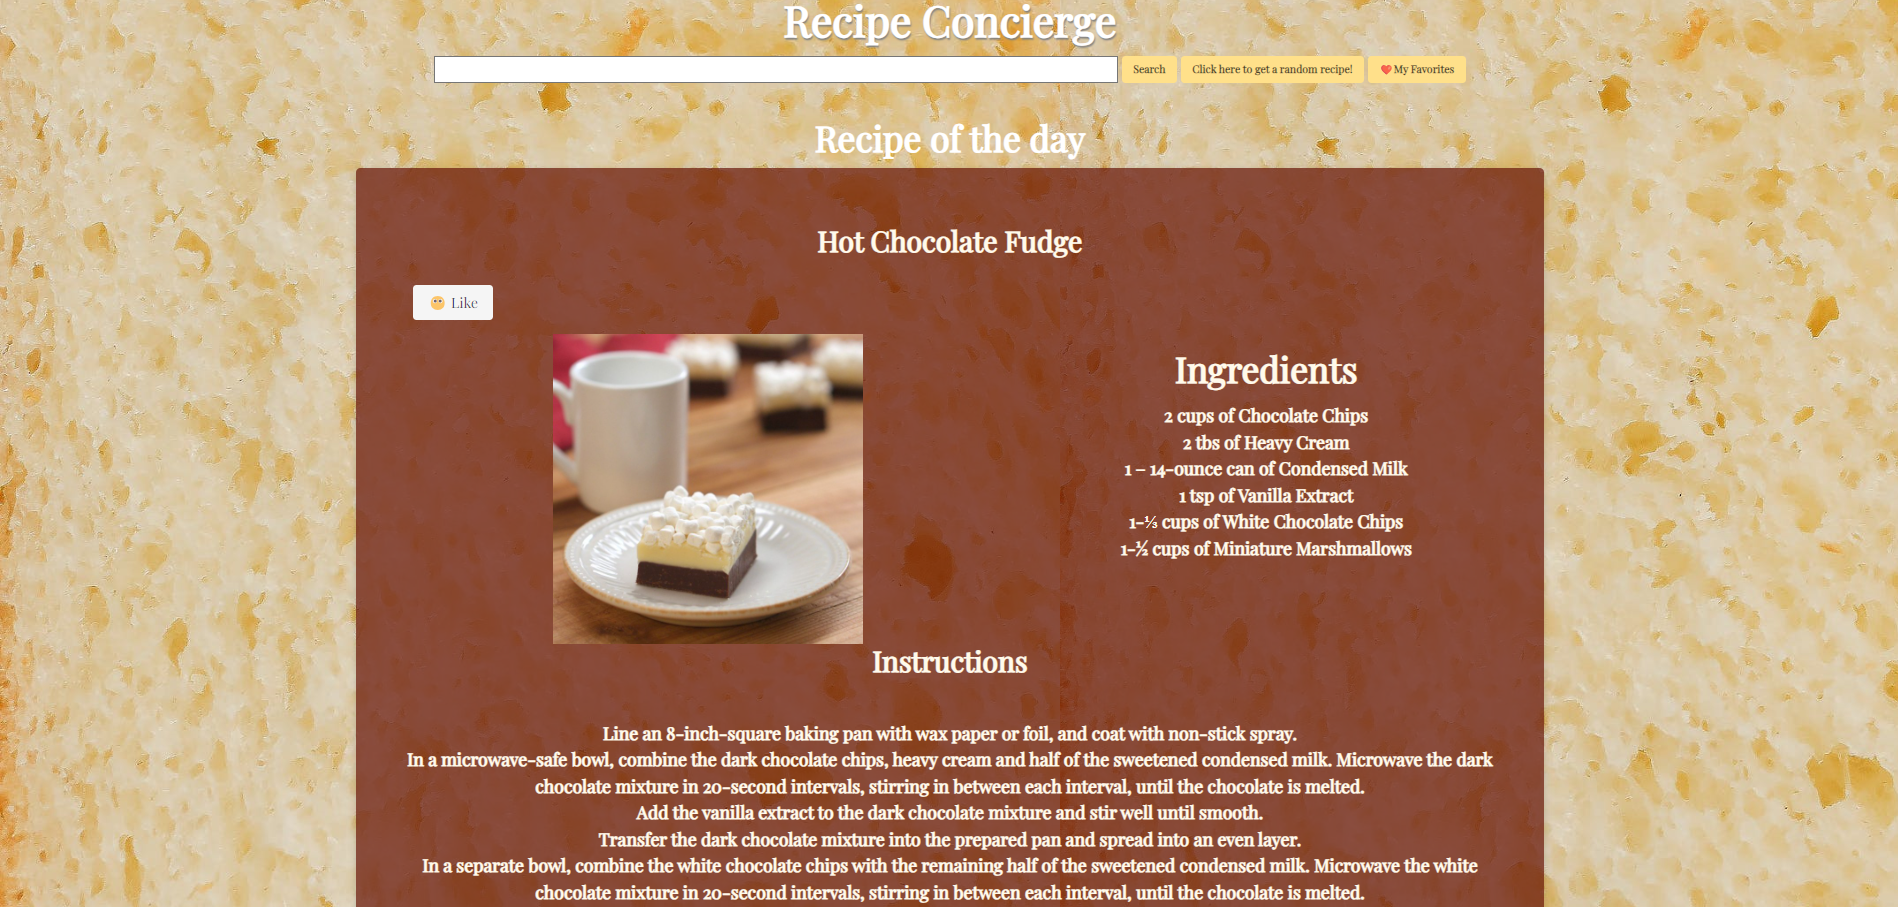 Recipe Concierge
Search
Click here to get a random recipe!
My Favorites
Recipe of the day
Hot Chocolate Fudge
Like
Ingredients
2 cups of Chocolate Chips
2 tbs of Heavy Cream
1 – 14-ounce can of Condensed Milk
1 tsp of Vanilla Extract
1-⅓ cups of White Chocolate Chips
1-½ cups of Miniature Marshmallows
Instructions
Line an 8-inch-square baking pan with wax paper or foil, and coat with non-stick spray.
In a microwave-safe bowl, combine the dark chocolate chips, heavy cream and half of the sweetened condensed milk. Microwave the dark
chocolate mixture in 20-second intervals, stirring in between each interval, until the chocolate is melted.
Add the vanilla extract to the dark chocolate mixture and stir well until smooth.
Transfer the dark chocolate mixture into the prepared pan and spread into an even layer.
In a separate bowl, combine the white chocolate chips with the remaining half of the sweetened condensed milk. Microwave the white
chocolate mixture in 20-second intervals, stirring in between each interval, until the chocolate is melted.